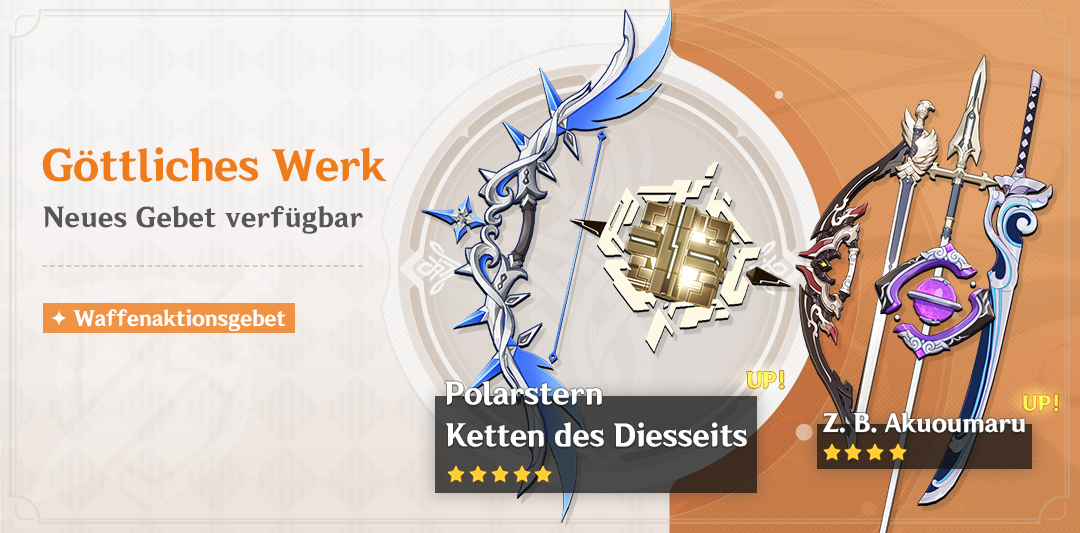 Göttliches Werk
Neues Gebet verfügbar
✦ Waffenaktionsgebet
Polarstern
UP!
Ketten des Diesseits
UP!
Z. B. Akuoumaru